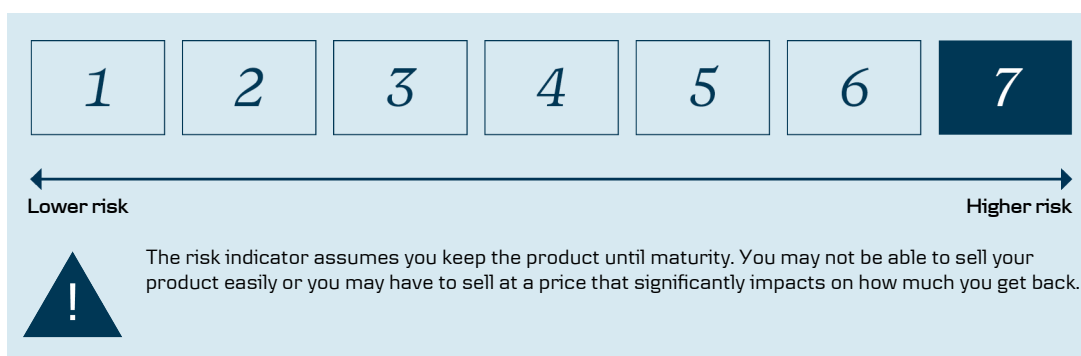 1 2 3 4 5 6 7
Lower risk Higher risk
The risk indicator assumes you keep the product until maturity. You may not be able to sell your
product easily or you may have to sell at a price that significantly impacts on how much you get back.
!